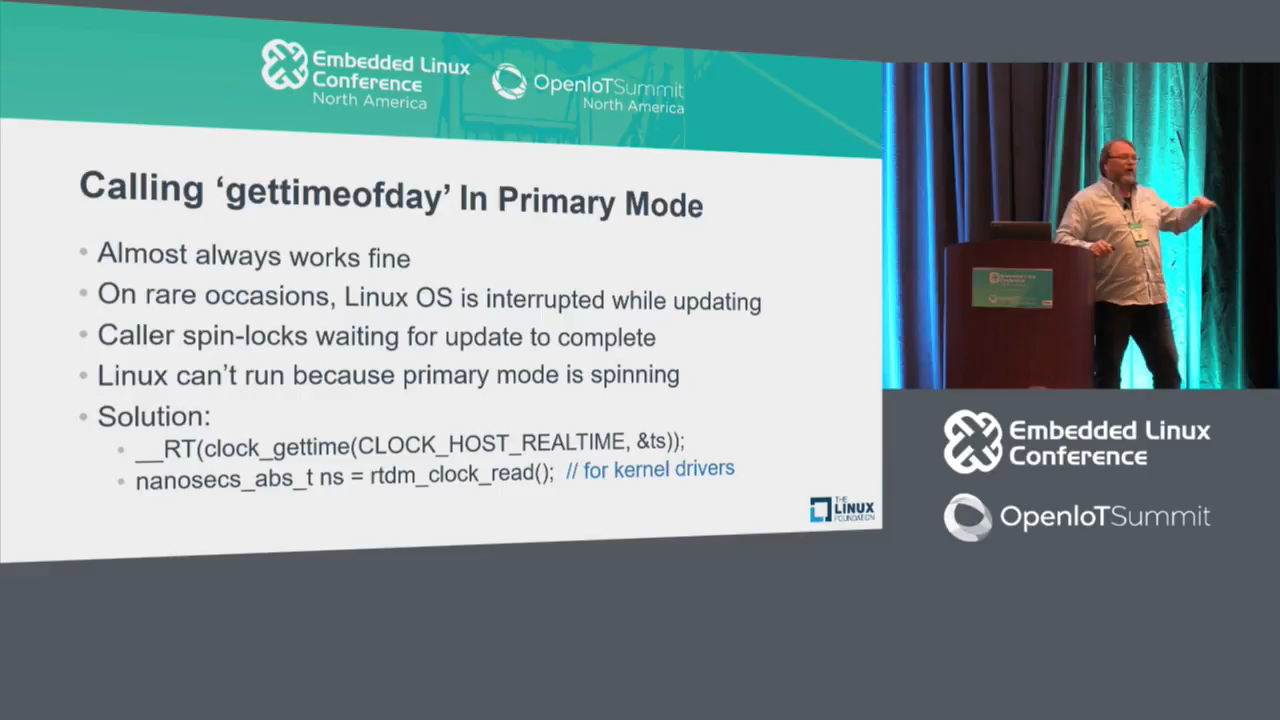 Embedded Linux
Conference
North America
OpenIoTSummit
North America
Calling ‘gettimeofday’ In Primary Mode
• Almost always works fine
• On rare occasions, Linux OS is interrupted while updating
• Caller spin-locks waiting for update to complete
• Linux can’t run because primary mode is spinning
• Solution:
• __RT(clock_gettime(CLOCK_HOST_REALTIME, &ts));
• nanosecs_abs_t ns = rtdm_clock_read(); // for kernel drivers
THE
LINUX
FOUNDATION
Embedded Linux
Conference
OpenIoTSummit